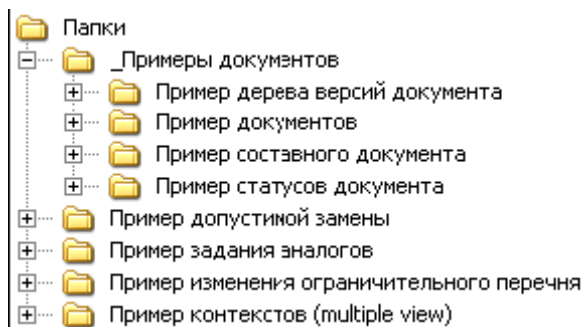 Папки
_Примеры документов
Пример дерева версий документа
Пример документов
Пример составного документа
Пример статусов документа
Пример допустимой замены
Пример задания аналогов
Пример изменения ограничительного перечня
Пример контекстов (multiple view)